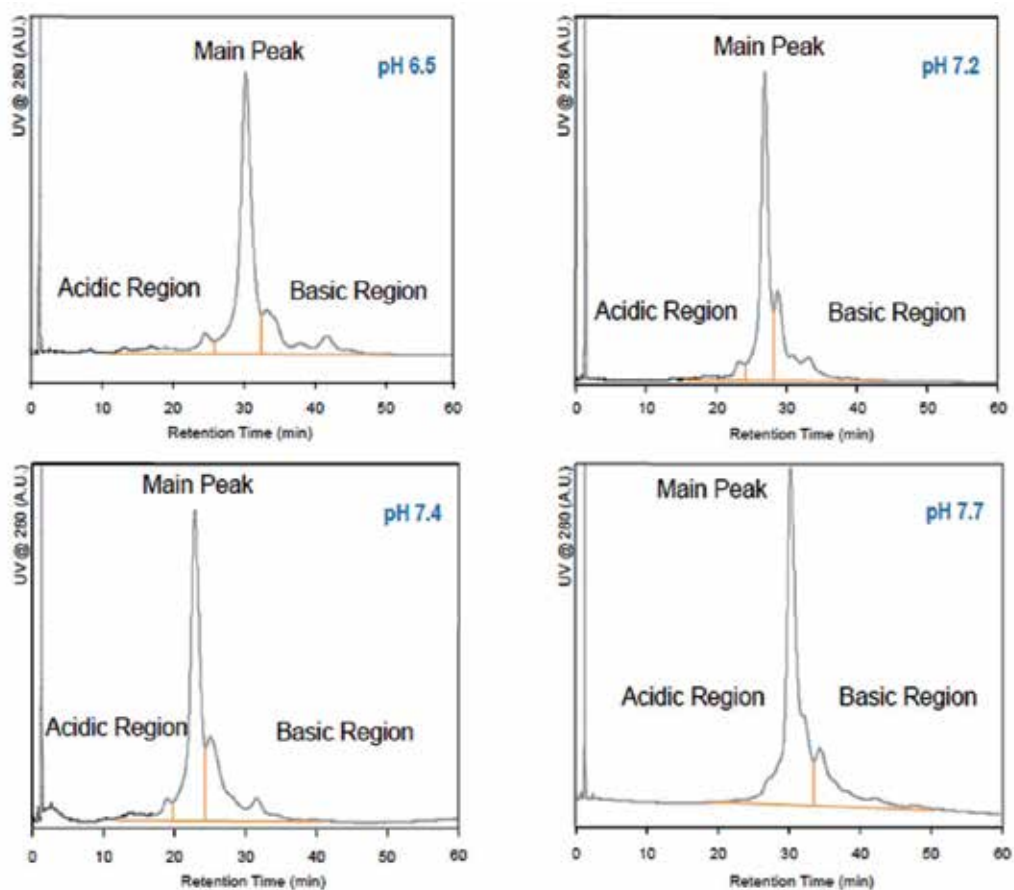 Main Peak
pH 6.5
UV @ 280 (A.U.)
Acidic Region
Basic Region
0 10 20 30 40 50 60
Retention Time (min)
Main Peak
pH 7.2
UV @ 280 (A.U.)
Acidic Region
Basic Region
0 10 20 30 40 50 60
Retention Time (min)
Main Peak
pH 7.4
UV @ 280 (A.U.)
Acidic Region
Basic Region
0 10 20 30 40 50 60
Retention Time (min)
Main Peak
pH 7.7
UV @ 280 (A.U.)
Acidic Region
Basic Region
0 10 20 30 40 50 60
Retention Time (min)